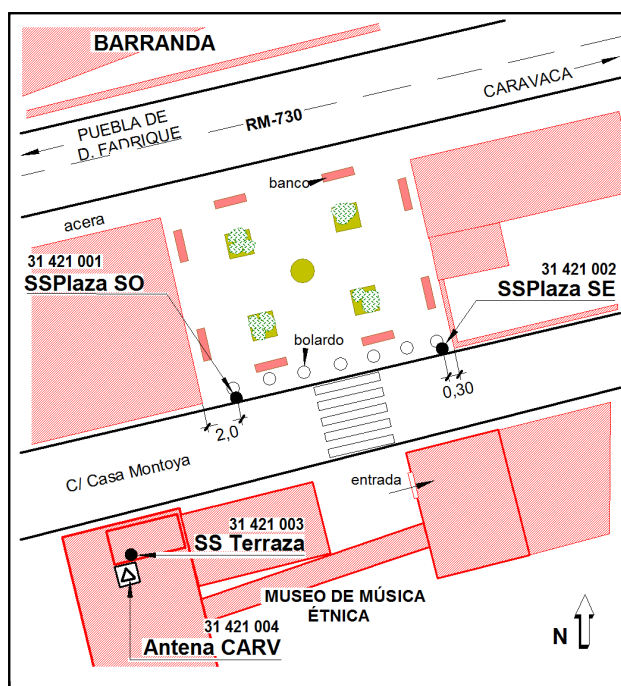 BARRANDA
CARAVACA
RM-730
PUEBLA DE
D. FADRIQUE
banco
acera
31 421 001
SSPlaza SO
31 421 002
SSPlaza SE
bolardo
0,30
2,0
C/ Casa Montoya
entrada
31 421 003
SS Terraza
MUSEO DE MÚSICA
ÉTNICA
31 421 004
Antena CARV
N